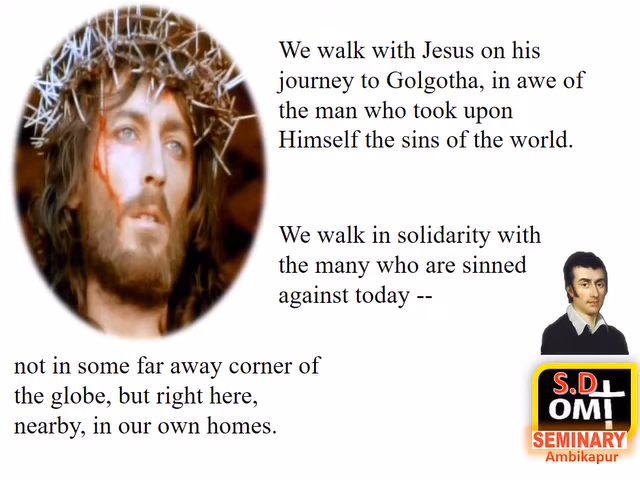 We walk with Jesus on his
journey to Golgotha, in awe of
the man who took upon
Himself the sins of the world.
We walk in solidarity with
the many who are sinned
against today --
not in some far away corner of
the globe, but right here,
nearby, in our own homes.
S.D
OMI
SEMINARY
Ambikapur